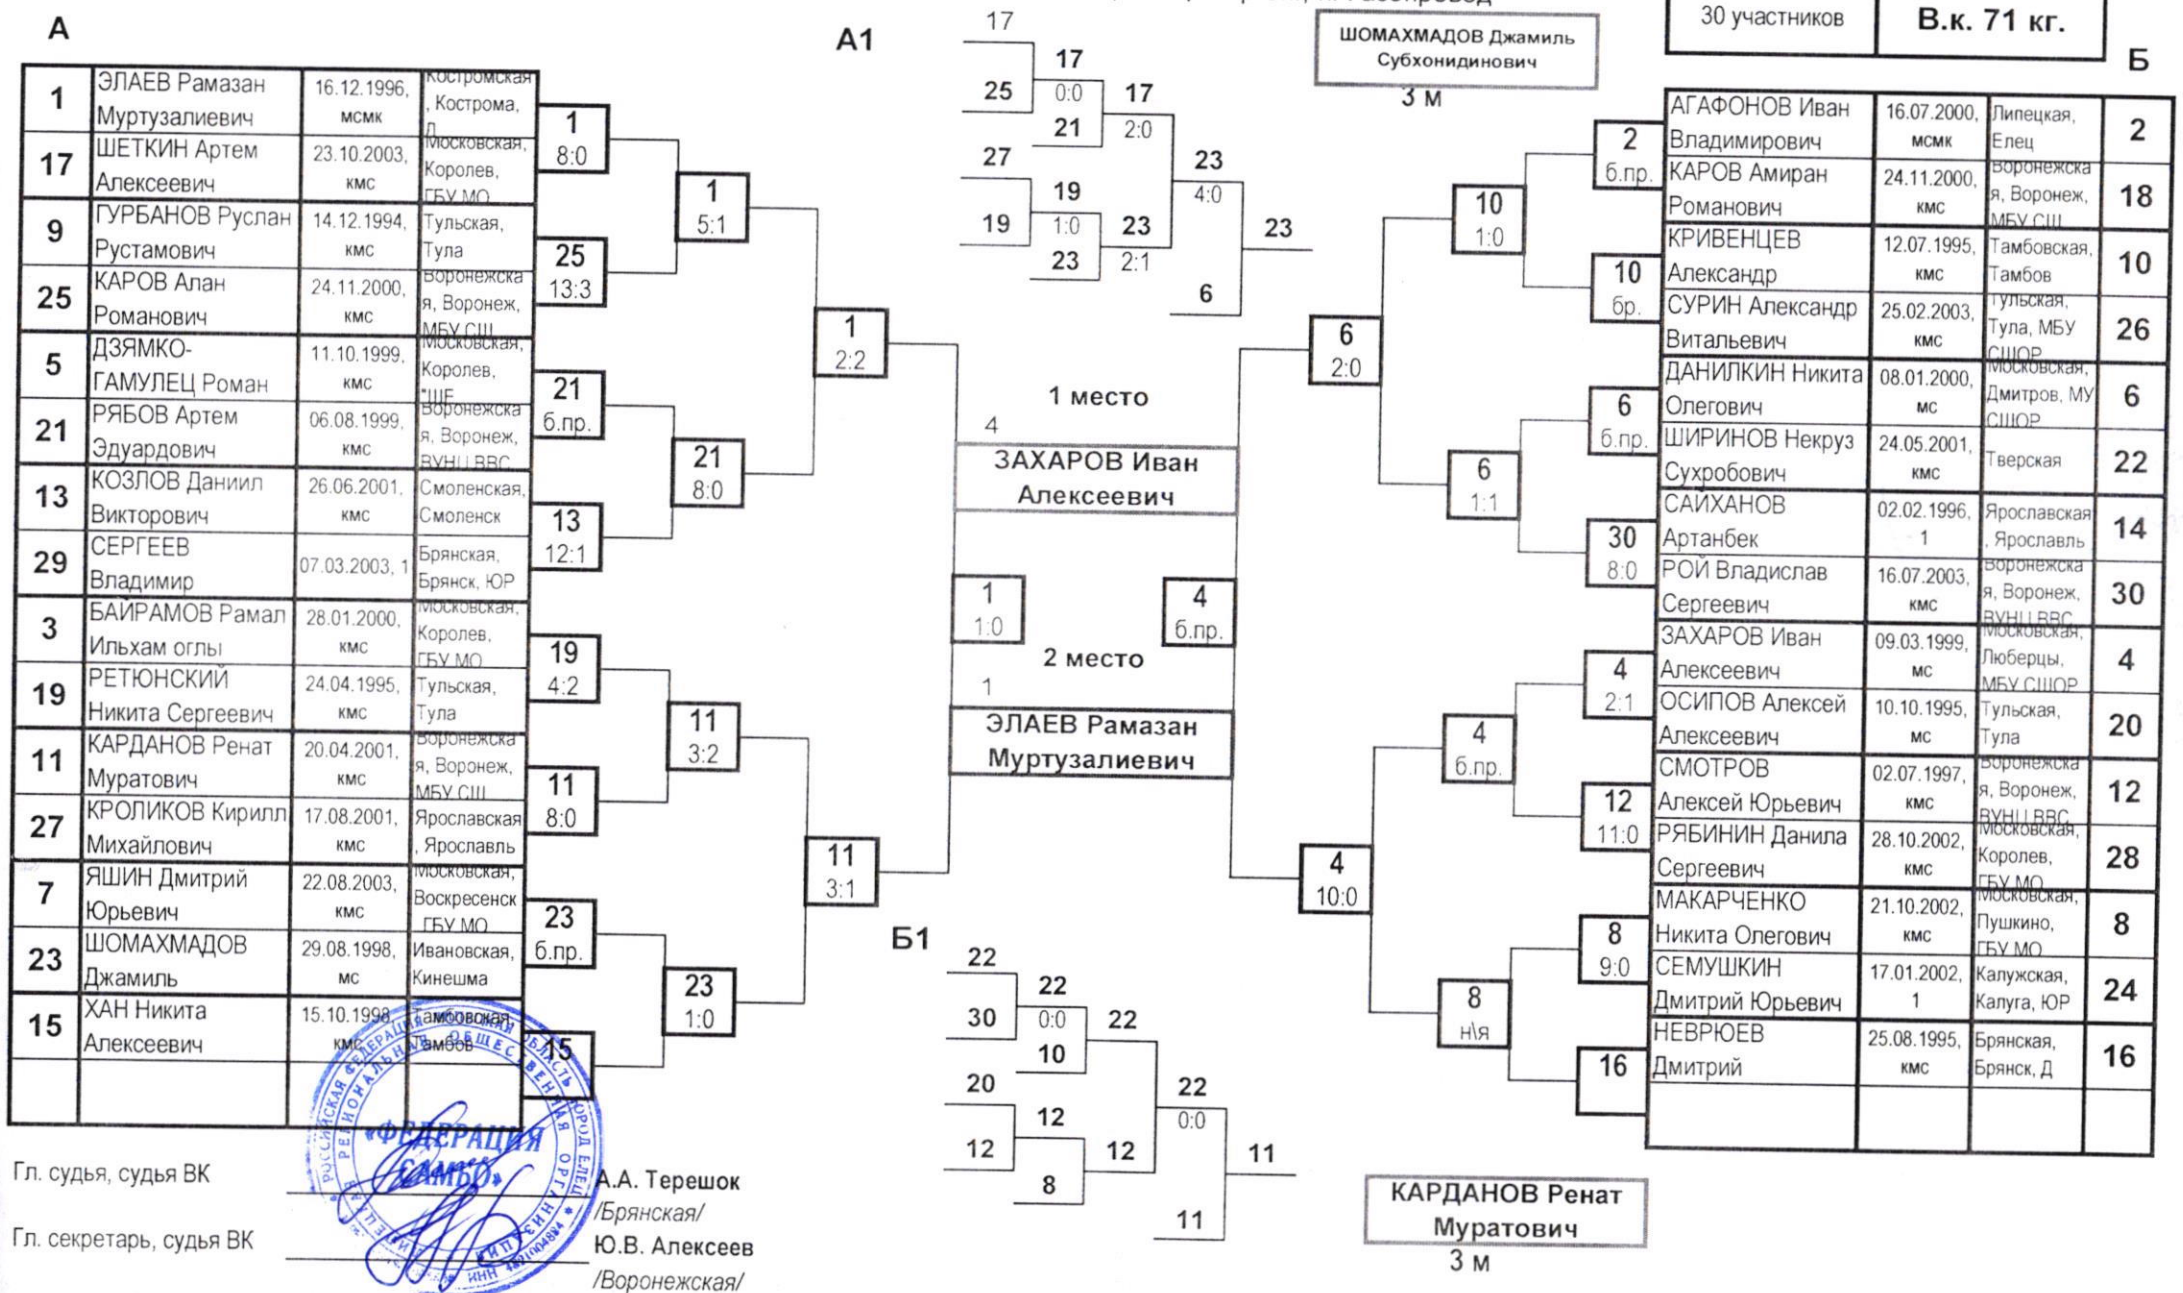 30 участников
В.к. 71 кг.
А
А1
Б
ШОМАХМАДОВ Джамиль
Субхонидинович
3 м
1
ЭЛАЕВ Рамазан
Муртузалиевич
16.12.1996,
мсмк
Костромская
, Кострома,
17
ШЕТКИН Артем
Алексеевич
23.10.2003,
кмс
Московская,
Королев,
ГБУ МО
9
ГУРБАНОВ Руслан
Рустамович
14.12.1994,
кмс
Тульская,
Тула
25
КАРОВ Алан
Романович
24.11.2000,
кмс
Воронежска
я, Воронеж,
МБУ СШ
5
ДЗЯМКО-
ГАМУЛЕЦ Роман
11.10.1999,
кмс
Московская,
Королев,
21
РЯБОВ Артем
Эдуардович
06.08.1999,
кмс
Воронежска
я, Воронеж,
ВУНЦ ВВС
13
КОЗЛОВ Даниил
Викторович
26.06.2001,
кмс
Смоленская,
Смоленск
29
СЕРГЕЕВ
Владимир
07.03.2003, 1
Брянская,
Брянск, ЮР
3
БАЙРАМОВ Рамал
Ильхам оглы
28.01.2000,
кмс
Московская,
Королев,
ГБУ МО
19
РЕТЮНСКИЙ
Никита Сергеевич
24.04.1995,
кмс
Тульская,
Тула
11
КАРДАНОВ Ренат
Муратович
20.04.2001,
кмс
Воронежска
я, Воронеж,
МБУ СШ
27
КРОЛИКОВ Кирилл
Михайлович
17.08.2001,
кмс
Ярославская
, Ярославль
7
ЯШИН Дмитрий
Юрьевич
22.08.2003,
кмс
Московская,
Воскресенск
ГБУ МО
23
ШОМАХМАДОВ
Джамиль
29.08.1998,
мс
Ивановская,
Кинешма
15
ХАН Никита
Алексеевич
15.10.1998,
кмс
Тамбовская,
Тамбов
1
8:0
25
13:3
21
б.пр.
13
12:1
19
4:2
11
8:0
23
б.пр.
15
1
5:1
21
8:0
11
3:2
23
1:0
1
2:2
11
3:1
17
25
17
0:0
21
17
2:0
27
19
19
1:0
23
23
2:1
23
4:0
6
23
1 место
4
ЗАХАРОВ Иван
Алексеевич
1
1:0
4
б.пр.
2 место
1
ЭЛАЕВ Рамазан
Муртузалиевич
Б1
22
30
22
0:0
10
22
20
12
12
8
12
22
0:0
11
11
КАРДАНОВ Ренат
Муратович
3 м
6
2:0
4
10:0
10
1:0
6
1:1
4
б.пр.
8
н\я
2
б.пр.
10
бр.
6
б.пр.
30
8:0
4
2:1
12
11:0
8
9:0
16
АГАФОНОВ Иван
Владимирович
16.07.2000,
мсмк
Липецкая,
Елец
2
КАРОВ Амиран
Романович
24.11.2000,
кмс
Воронежска
я, Воронеж,
МБУ СШ
18
КРИВЕНЦЕВ
Александр
12.07.1995,
кмс
Тамбовская,
Тамбов
10
СУРИН Александр
Витальевич
25.02.2003,
кмс
Тульская,
Тула, МБУ
СШОР
26
ДАНИЛКИН Никита
Олегович
08.01.2000,
мс
Московская,
Дмитров, МУ
СШОР
6
ШИРИНОВ Некруз
Сухробович
24.05.2001,
кмс
Тверская
22
САЙХАНОВ
Артанбек
02.02.1996,
1
Ярославская
, Ярославль
14
РОЙ Владислав
Сергеевич
16.07.2003,
кмс
Воронежска
я, Воронеж,
ВУНЦ ВВС
30
ЗАХАРОВ Иван
Алексеевич
09.03.1999,
мс
Московская,
Люберцы,
МБУ СШОР
4
ОСИПОВ Алексей
Алексеевич
10.10.1995,
мс
Тульская,
Тула
20
СМОТРОВ
Алексей Юрьевич
02.07.1997,
кмс
Воронежска
я, Воронеж,
ВУНЦ ВВС
12
РЯБИНИН Данила
Сергеевич
28.10.2002,
кмс
Московская,
Королев,
ГБУ МО
28
МАКАРЧЕНКО
Никита Олегович
21.10.2002,
кмс
Московская,
Пушкино,
ГБУ МО
8
СЕМУШКИН
Дмитрий Юрьевич
17.01.2002,
1
Калужская,
Калуга, ЮР
24
НЕВРЮЕВ
Дмитрий
25.08.1995,
кмс
Брянская,
Брянск, Д
16
«ФЕДЕРАЦИЯ
САМБО»
Гл. судья, судья ВК
А.А. Терешок
/Брянская/
Гл. секретарь, судья ВК
Ю.В. Алексеев
/Воронежская/